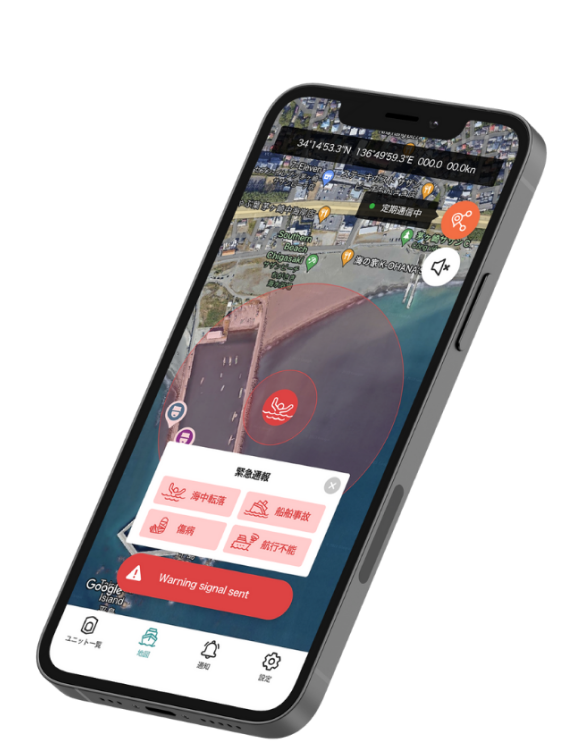 34°14'53.3"N 136°49'59.3"E 000.0 00.0kn
定期通信中
Southern
Beach
Chigasaki
海の家K-OHANA
緊急通報
海中転落
船舶事故
傷病
航行不能
Warning signal sent
Google
Island
ユニット一覧
地図
通知
設定